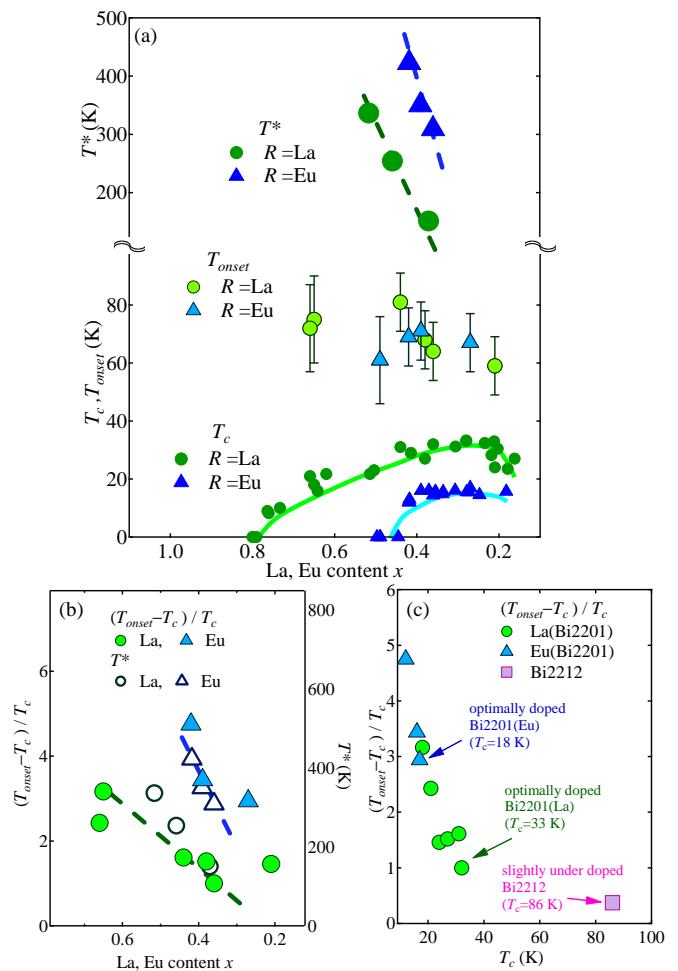 (a)
500
400
300
200
T* (K)
T*
R =La
R =Eu
T_onset
R =La
R =Eu
80
60
40
20
0
T_c , T_onset (K)
T_c
R =La
R =Eu
1.0
0.8
0.6
0.4
0.2
La, Eu content x
(b)
(T_onset−T_c) / T_c
La, Eu
T*
La, Eu
6
4
2
0
(T_onset−T_c) / T_c
800
600
400
200
0
T* (K)
0.6
0.4
0.2
La, Eu content x
(c)
(T_onset−T_c) / T_c
La(Bi2201)
Eu(Bi2201)
Bi2212
6
5
4
3
2
1
0
(T_onset−T_c) / T_c
optimally doped
Bi2201(Eu)
(T_c=18 K)
optimally doped
Bi2201(La)
(T_c=33 K)
slightly under doped
Bi2212
(T_c=86 K)
20
40
60
80
100
T_c (K)